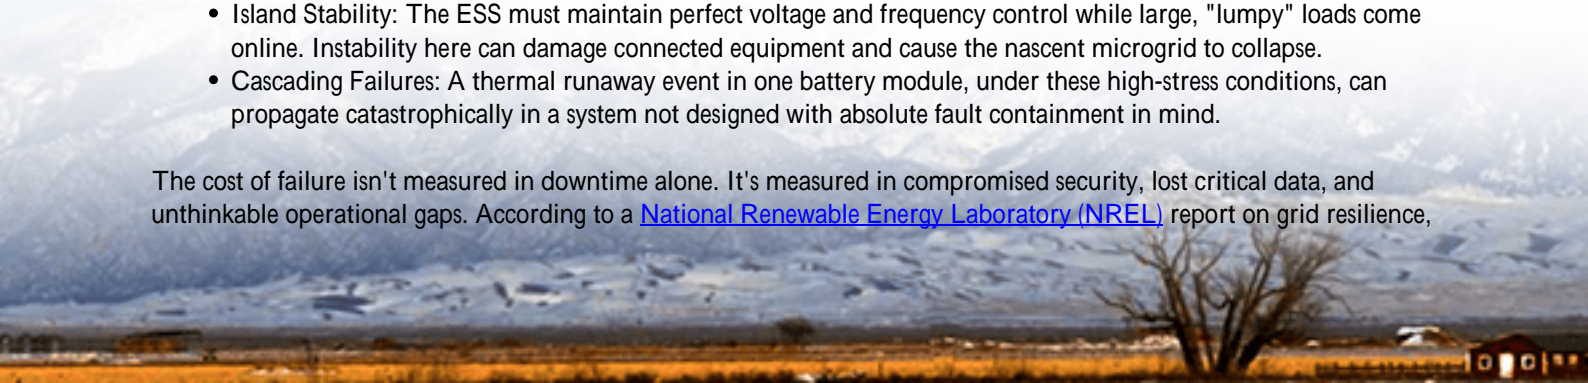 • Island Stability: The ESS must maintain perfect voltage and frequency control while large, "lumpy" loads come
online. Instability here can damage connected equipment and cause the nascent microgrid to collapse.
• Cascading Failures: A thermal runaway event in one battery module, under these high-stress conditions, can
propagate catastrophically in a system not designed with absolute fault containment in mind.
The cost of failure isn't measured in downtime alone. It's measured in compromised security, lost critical data, and
unthinkable operational gaps. According to a National Renewable Energy Laboratory (NREL) report on grid resilience,